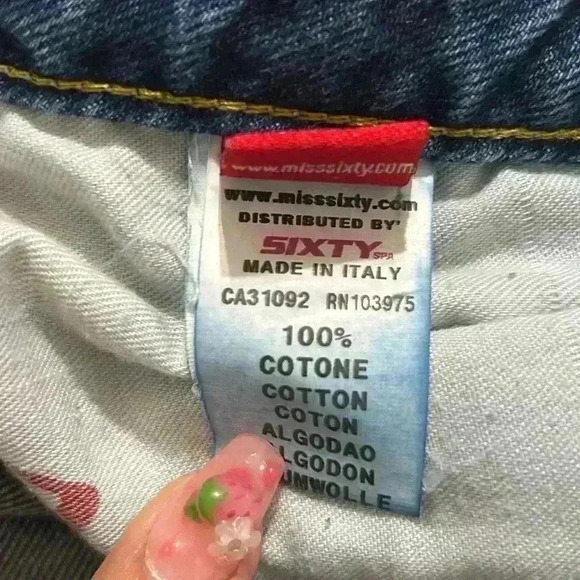 www.misssixty.com
www.misssixty.com
DISTRIBUTED BY'
SIXTY SPA
MADE IN ITALY
CA31092 RN103975
100%
COTONE
COTTON
COTON
ALGODAO
ALGODON
UMWOLLE